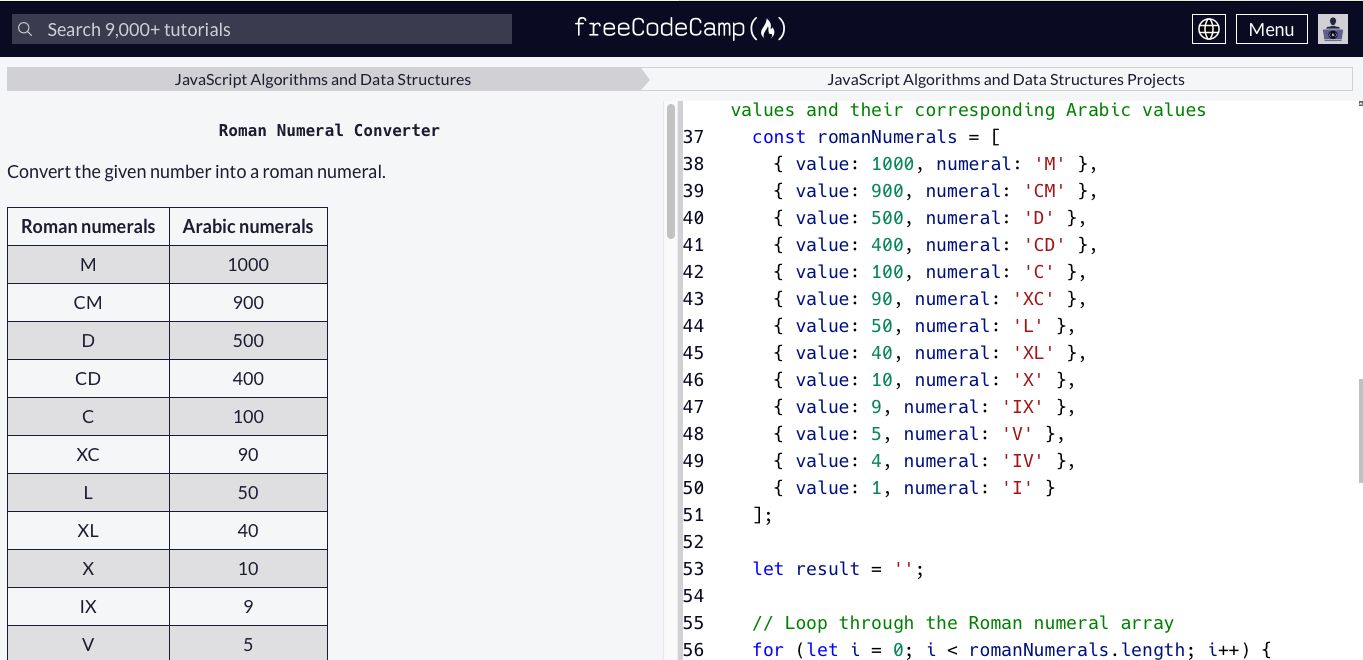 Search 9,000+ tutorials
freeCodeCamp(🔥)
Menu
JavaScript Algorithms and Data Structures
JavaScript Algorithms and Data Structures Projects
Roman Numeral Converter
Convert the given number into a roman numeral.
Roman numerals Arabic numerals
M 1000
CM 900
D 500
CD 400
C 100
XC 90
L 50
XL 40
X 10
IX 9
V 5
values and their corresponding Arabic values
37 const romanNumerals = [
38 { value: 1000, numeral: 'M' },
39 { value: 900, numeral: 'CM' },
40 { value: 500, numeral: 'D' },
41 { value: 400, numeral: 'CD' },
42 { value: 100, numeral: 'C' },
43 { value: 90, numeral: 'XC' },
44 { value: 50, numeral: 'L' },
45 { value: 40, numeral: 'XL' },
46 { value: 10, numeral: 'X' },
47 { value: 9, numeral: 'IX' },
48 { value: 5, numeral: 'V' },
49 { value: 4, numeral: 'IV' },
50 { value: 1, numeral: 'I' }
51 ];
52
53 let result = '';
54
55 // Loop through the Roman numeral array
56 for (let i = 0; i < romanNumerals.length; i++) {